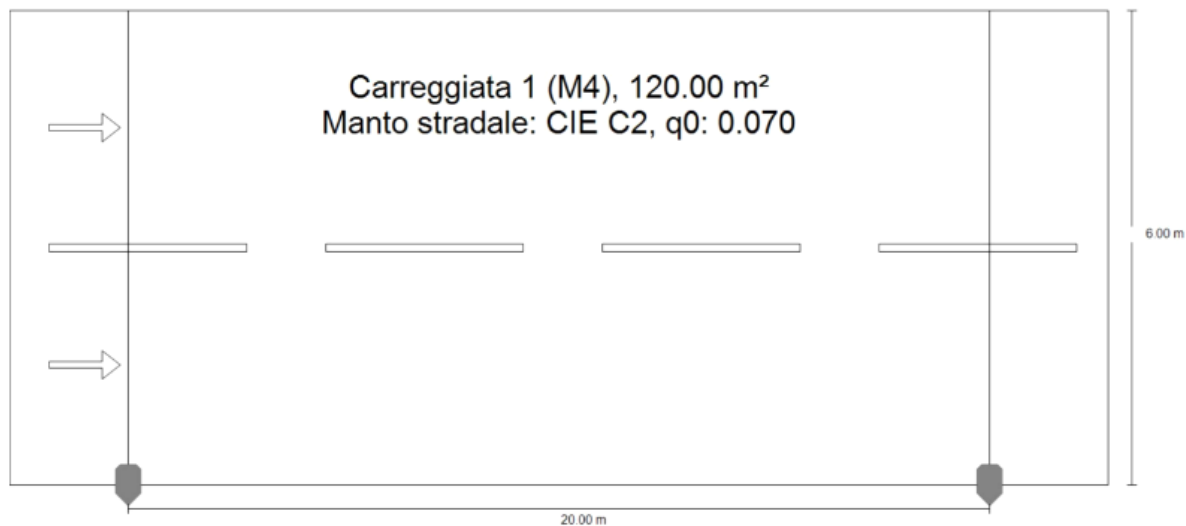 Carreggiata 1 (M4), 120.00 m²
Manto stradale: CIE C2, q0: 0.070
6.00 m
20.00 m